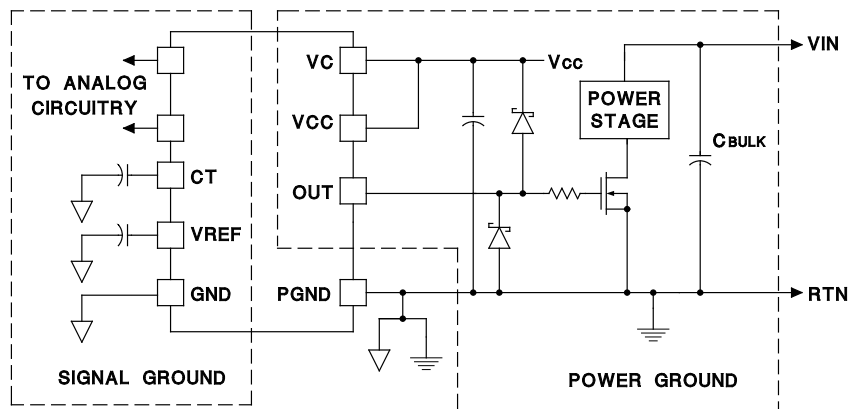 VC
Vcc
VIN
TO ANALOG
CIRCUITRY
VCC
POWER
STAGE
CBULK
CT
OUT
VREF
GND
PGND
RTN
SIGNAL GROUND
POWER GROUND